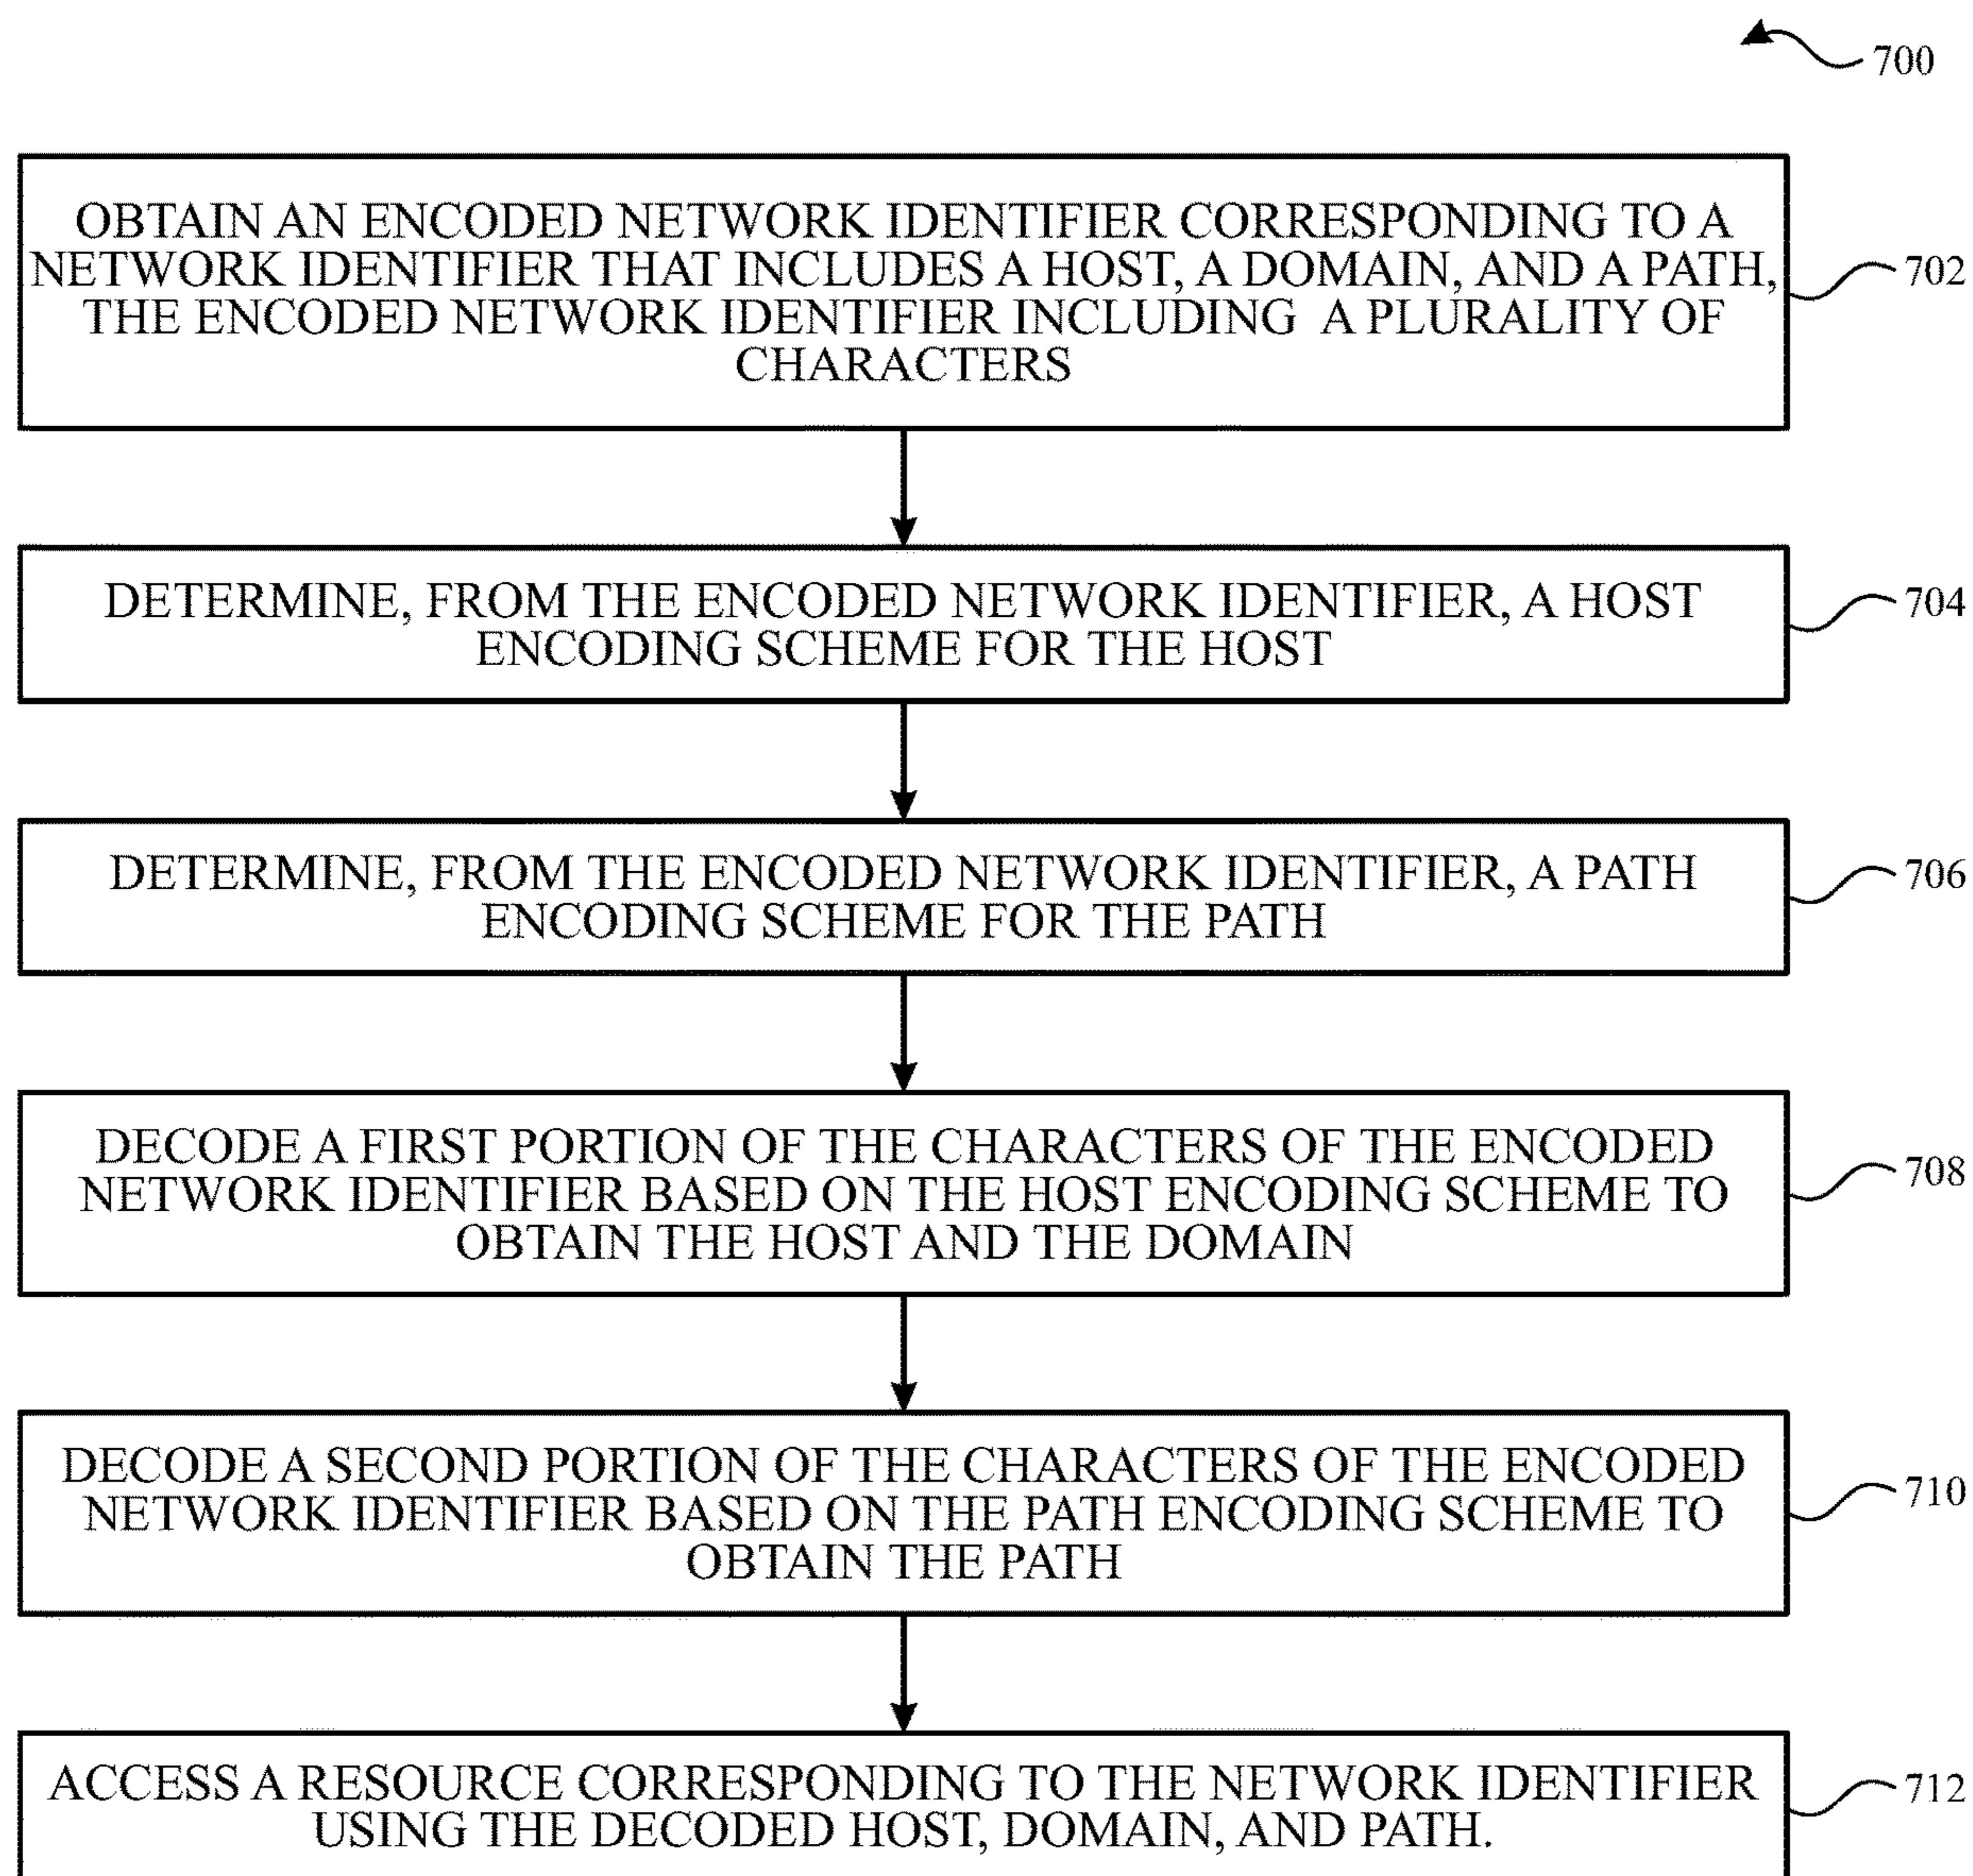 700
OBTAIN AN ENCODED NETWORK IDENTIFIER CORRESPONDING TO A
NETWORK IDENTIFIER THAT INCLUDES A HOST, A DOMAIN, AND A PATH,
THE ENCODED NETWORK IDENTIFIER INCLUDING A PLURALITY OF
CHARACTERS
702
DETERMINE, FROM THE ENCODED NETWORK IDENTIFIER, A HOST
ENCODING SCHEME FOR THE HOST
704
DETERMINE, FROM THE ENCODED NETWORK IDENTIFIER, A PATH
ENCODING SCHEME FOR THE PATH
706
DECODE A FIRST PORTION OF THE CHARACTERS OF THE ENCODED
NETWORK IDENTIFIER BASED ON THE HOST ENCODING SCHEME TO
OBTAIN THE HOST AND THE DOMAIN
708
DECODE A SECOND PORTION OF THE CHARACTERS OF THE ENCODED
NETWORK IDENTIFIER BASED ON THE PATH ENCODING SCHEME TO
OBTAIN THE PATH
710
ACCESS A RESOURCE CORRESPONDING TO THE NETWORK IDENTIFIER
USING THE DECODED HOST, DOMAIN, AND PATH.
712